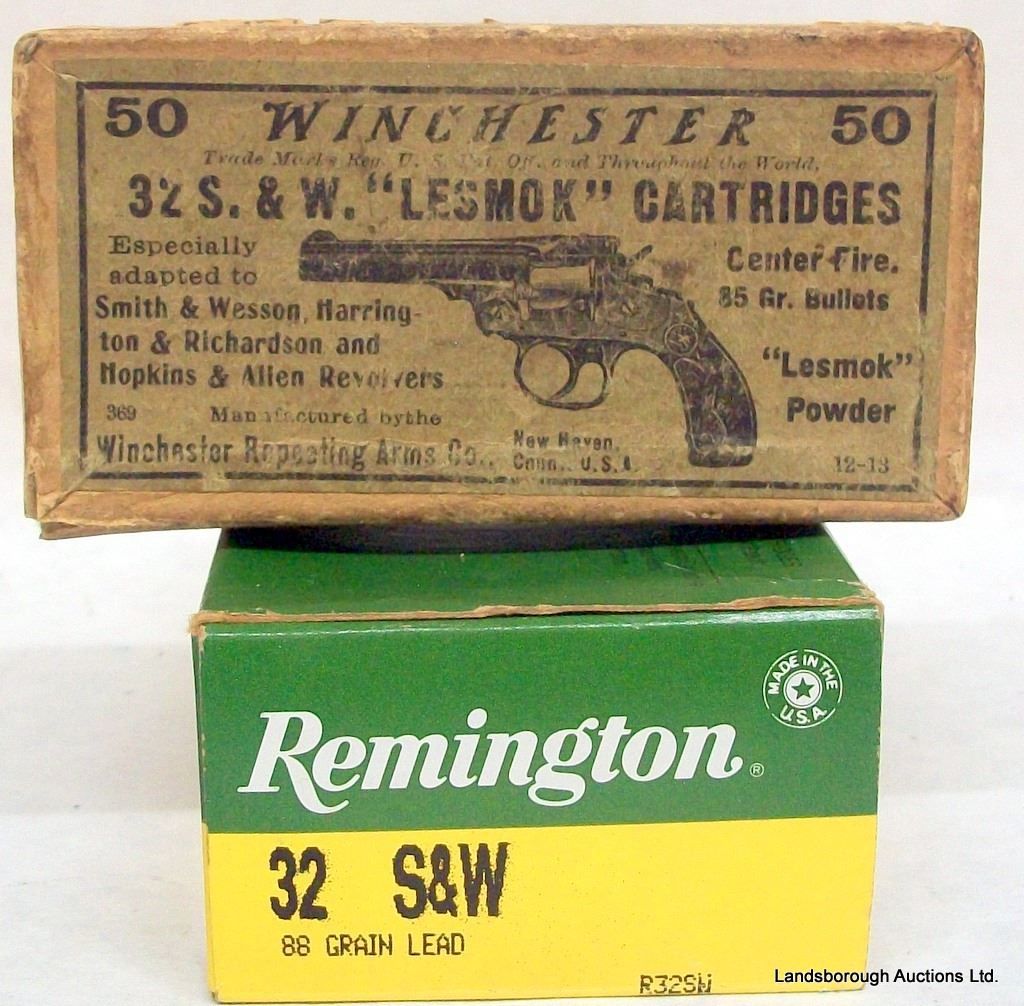 50 WINCHESTER 50
Trade Mark Reg. U. S. Pat. Off. and Throughout the World.
32 S. & W. "LESMOK" CARTRIDGES
Especially
adapted to
Smith & Wesson, Harring-
ton & Richardson and
Hopkins & Allen Revolvers
Center Fire.
85 Gr. Bullets
"Lesmok"
Powder
369 Manufactured by the
Winchester Repeating Arms Co., New Haven,
Conn., U.S.A.
12-13
MADE IN THE
U.S.A.
Remington®
32 S&W
88 GRAIN LEAD
R32SW
Landsborough Auctions Ltd.